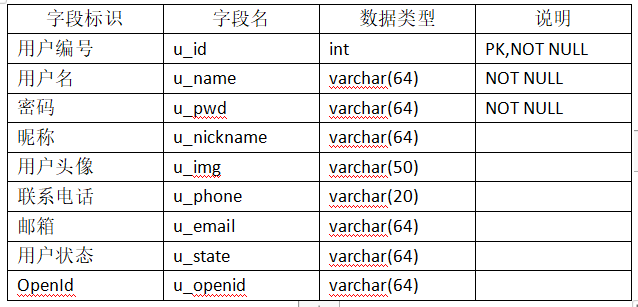 字段标识 字段名 数据类型 说明
用户编号 u_id int PK,NOT NULL
用户名 u_name varchar(64) NOT NULL
密码 u_pwd varchar(64) NOT NULL
昵称 u_nickname varchar(64)
用户头像 u_img varchar(50)
联系电话 u_phone varchar(20)
邮箱 u_email varchar(64)
用户状态 u_state varchar(64)
OpenId u_openid varchar(64)